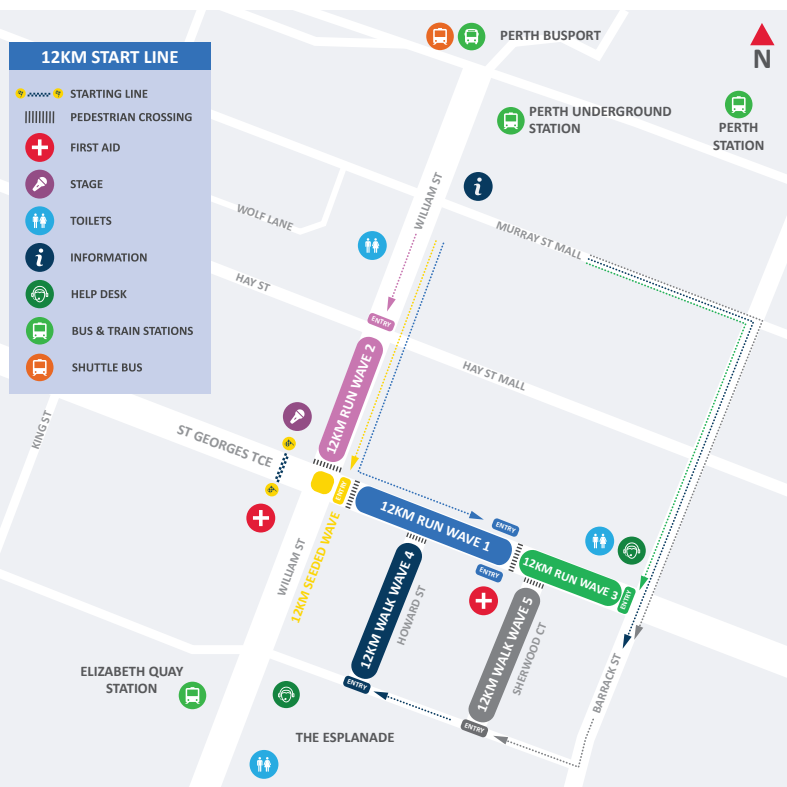 12KM START LINE
STARTING LINE
PEDESTRIAN CROSSING
FIRST AID
STAGE
TOILETS
i
INFORMATION
HELP DESK
BUS & TRAIN STATIONS
SHUTTLE BUS
PERTH BUSPORT
N
PERTH UNDERGROUND
STATION
PERTH
STATION
i
WILLIAM ST
WOLF LANE
MURRAY ST MALL
HAY ST
ENTRY
HAY ST MALL
12KM RUN WAVE 2
KING ST
ST GEORGES TCE
ENTRY
12KM RUN WAVE 1
ENTRY
ENTRY
12KM RUN WAVE 3
ENTRY
WILLIAM ST
12KM SEEDED WAVE
12KM WALK WAVE 4
HOWARD ST
12KM WALK WAVE 5
SHERWOOD CT
BARRACK ST
ELIZABETH QUAY
STATION
ENTRY
ENTRY
THE ESPLANADE